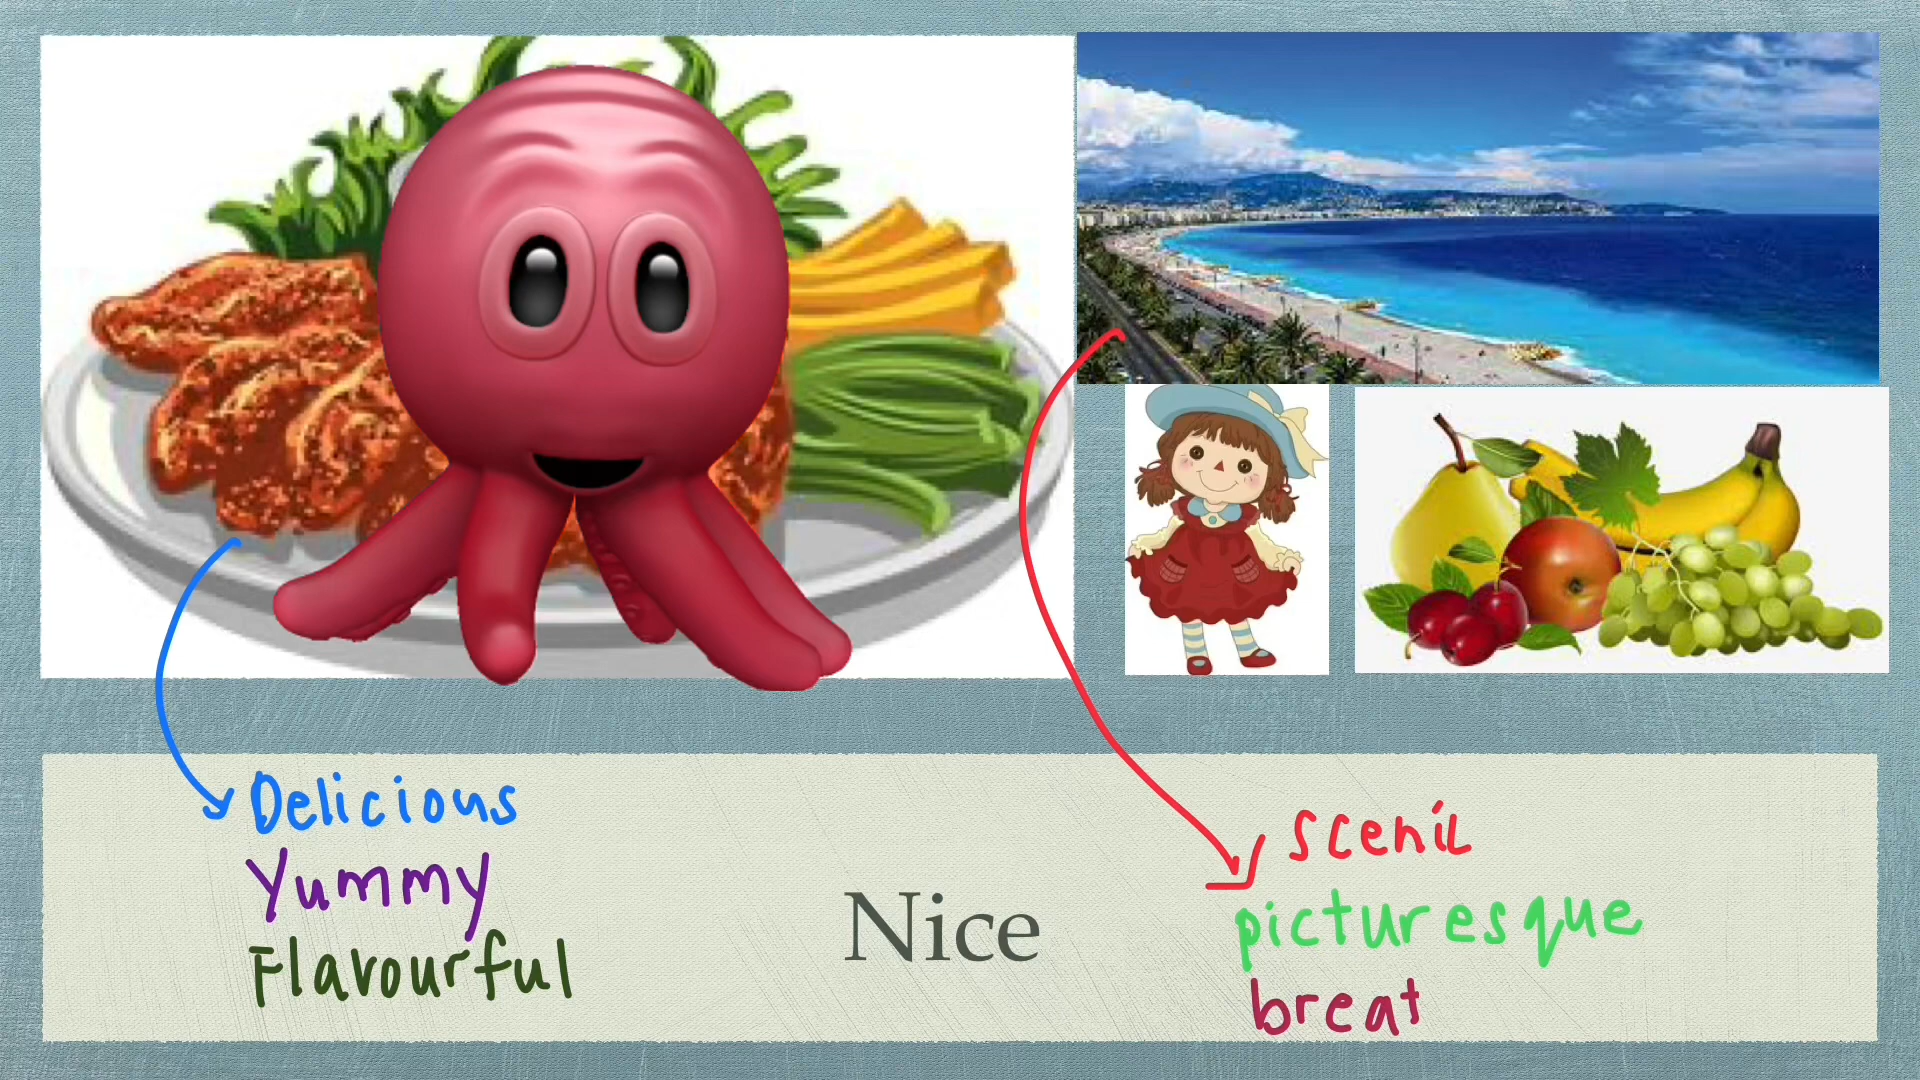 Delicious
Yummy
Flavourful
Nice
scenic
picturesque
breat